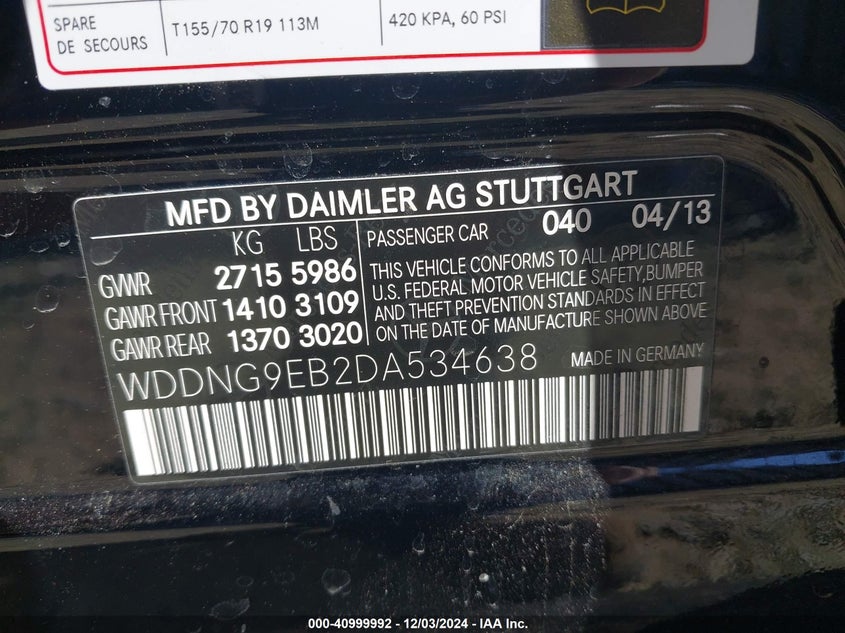 SPARE
DE SECOURS
T155/70 R19 113M
420 KPA, 60 PSI
MFD BY DAIMLER AG STUTTGART
KG LBS
GVWR 2715 5986
GAWR FRONT 1410 3109
GAWR REAR 1370 3020
PASSENGER CAR 040 04/13
THIS VEHICLE CONFORMS TO ALL APPLICABLE
U.S. FEDERAL MOTOR VEHICLE SAFETY,BUMPER
AND THEFT PREVENTION STANDARDS IN EFFECT
ON THE DATE OF MANUFACTURE SHOWN ABOVE
WDDNG9EB2DA534638
MADE IN GERMANY
000-40999992 - 12/03/2024 - IAA Inc.